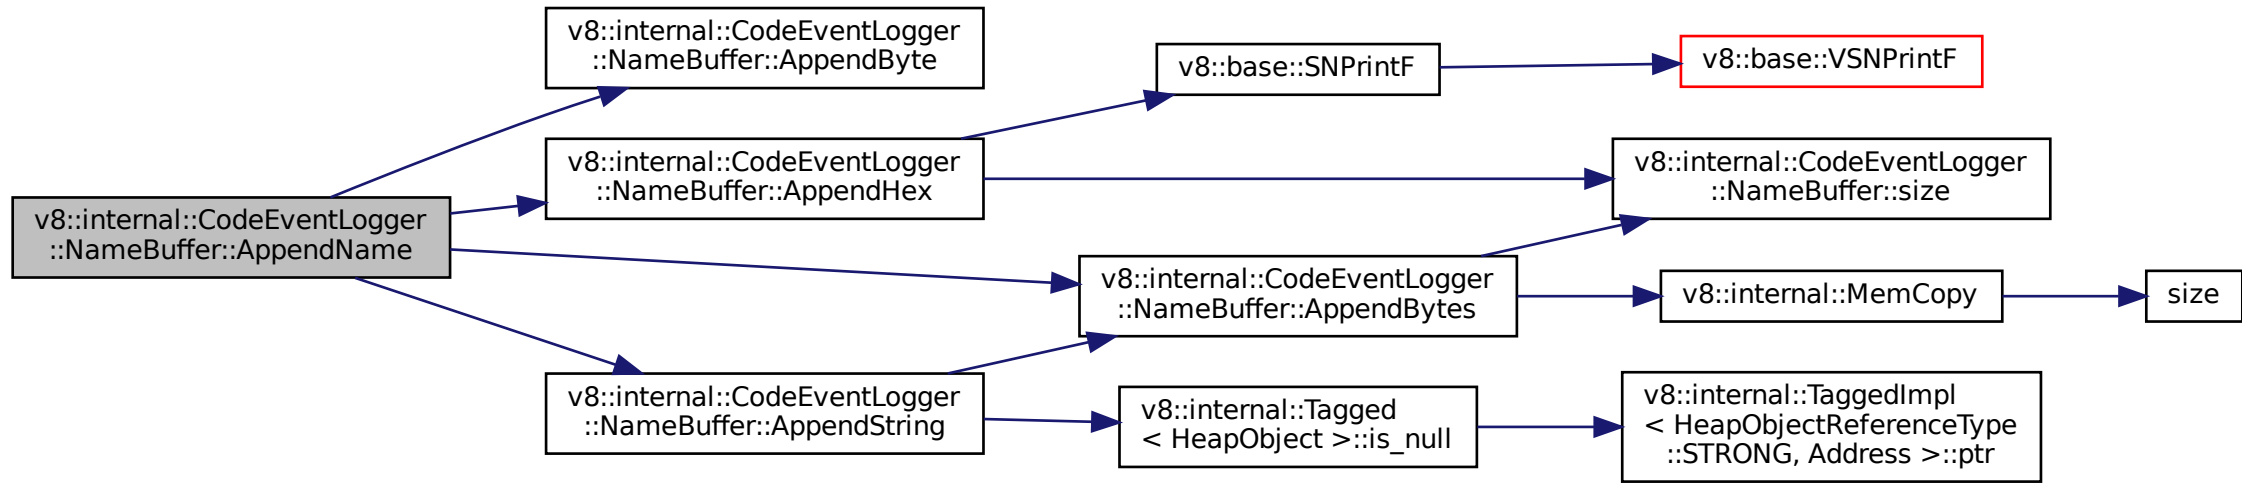 v8::internal::CodeEventLogger
::NameBuffer::AppendName
v8::internal::CodeEventLogger
::NameBuffer::AppendByte
v8::internal::CodeEventLogger
::NameBuffer::AppendHex
v8::base::SNPrintF
v8::base::VSNPrintF
v8::internal::CodeEventLogger
::NameBuffer::size
v8::internal::CodeEventLogger
::NameBuffer::AppendBytes
v8::internal::MemCopy
size
v8::internal::CodeEventLogger
::NameBuffer::AppendString
v8::internal::Tagged
< HeapObject >::is_null
v8::internal::TaggedImpl
< HeapObjectReferenceType
::STRONG, Address >::ptr